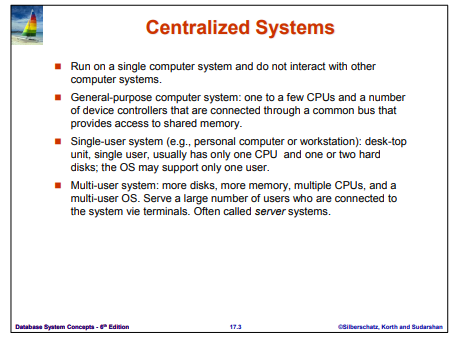 Centralized Systems
Run on a single computer system and do not interact with other
computer systems.
General-purpose computer system: one to a few CPUs and a number
of device controllers that are connected through a common bus that
provides access to shared memory.
Single-user system (e.g., personal computer or workstation): desk-top
unit, single user, usually has only one CPU and one or two hard
disks; the OS may support only one user.
Multi-user system: more disks, more memory, multiple CPUs, and a
multi-user OS. Serve a large number of users who are connected to
the system vie terminals. Often called server systems.
Database System Concepts - 6th Edition 17.3 ©Silberschatz, Korth and Sudarshan